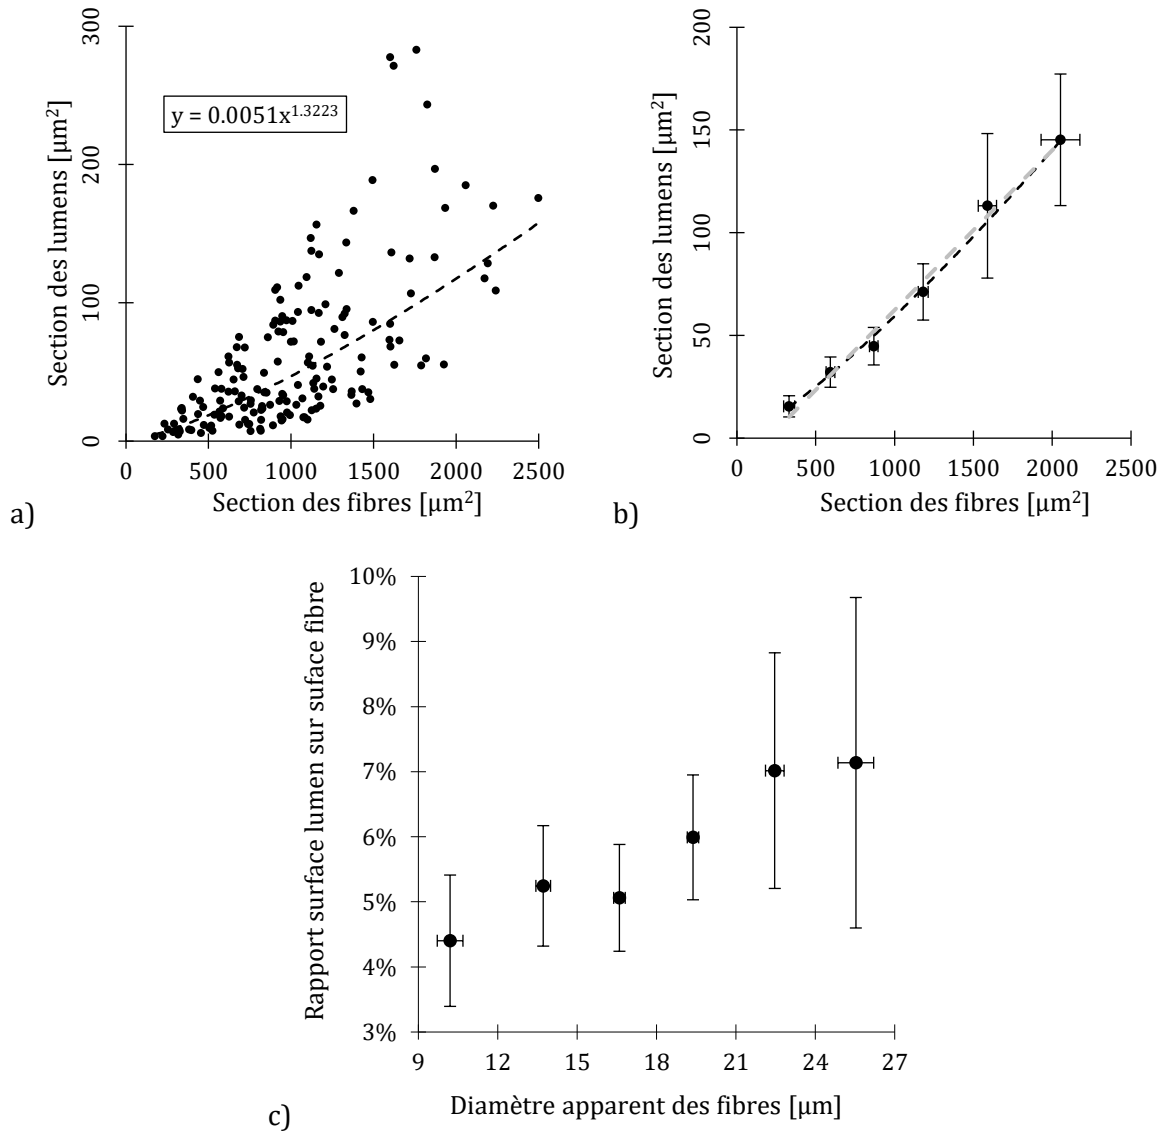 300
200
100
0
Section des lumens [µm²]
y = 0.0051x^1.3223
0 500 1000 1500 2000 2500
Section des fibres [µm²]
a)
200
150
100
50
0
Section des lumens [µm²]
0 500 1000 1500 2000 2500
Section des fibres [µm²]
b)
10%
9%
8%
7%
6%
5%
4%
3%
Rapport surface lumen sur suface fibre
9 12 15 18 21 24 27
Diamètre apparent des fibres [µm]
c)